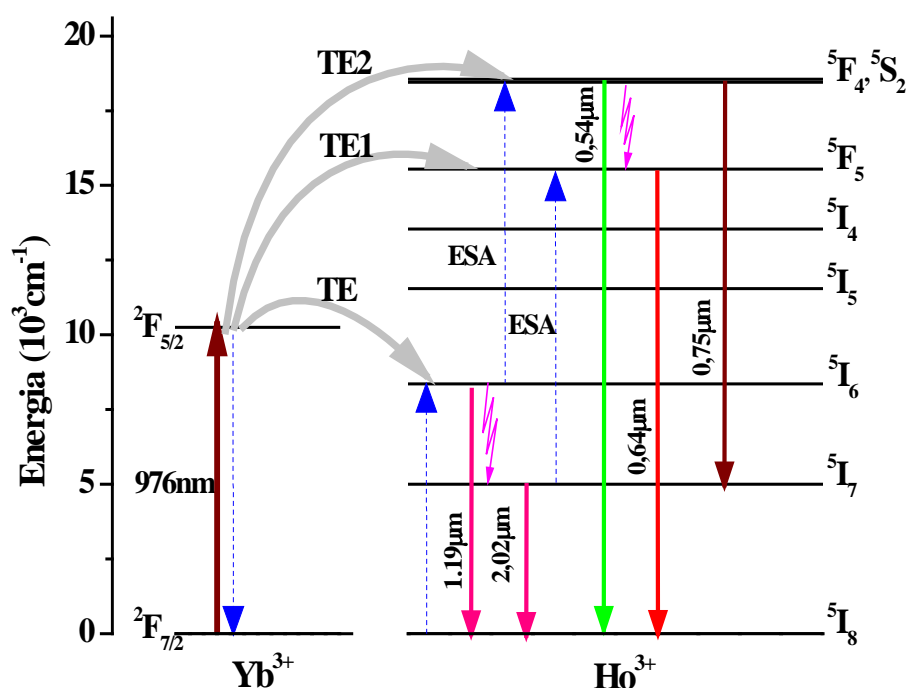 Energia (10³cm⁻¹)
20
15
10
5
0
TE2
TE1
TE
²F₅/₂
976nm
²F₇/₂
Yb³⁺
ESA
ESA
0,54μm
0,75μm
0,64μm
1.19μm
2,02μm
⁵F₄,⁵S₂
⁵F₅
⁵I₄
⁵I₅
⁵I₆
⁵I₇
⁵I₈
Ho³⁺